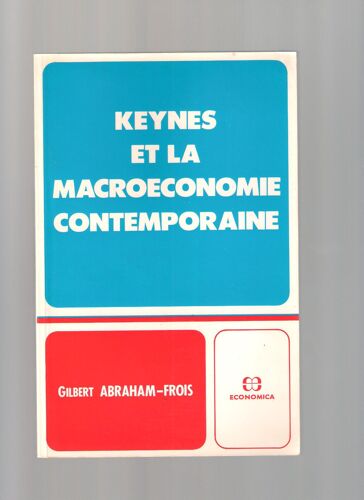 KEYNES
ET LA
MACROECONOMIE
CONTEMPORAINE
GILBERT ABRAHAM-FROIS
ECONOMICA